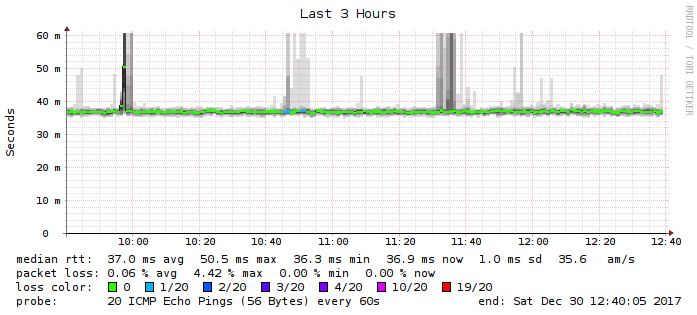 Last 3 Hours
RRDTOOL / TOBI OETIKER
Seconds
60 m
50 m
40 m
30 m
20 m
10 m
0
10:00 10:20 10:40 11:00 11:20 11:40 12:00 12:20 12:40
median rtt: 37.0 ms avg 50.5 ms max 36.3 ms min 36.9 ms now 1.0 ms sd 35.6 am/s
packet loss: 0.06 % avg 4.42 % max 0.00 % min 0.00 % now
loss color: 0 1/20 2/20 3/20 4/20 10/20 19/20
probe: 20 ICMP Echo Pings (56 Bytes) every 60s end: Sat Dec 30 12:40:05 2017